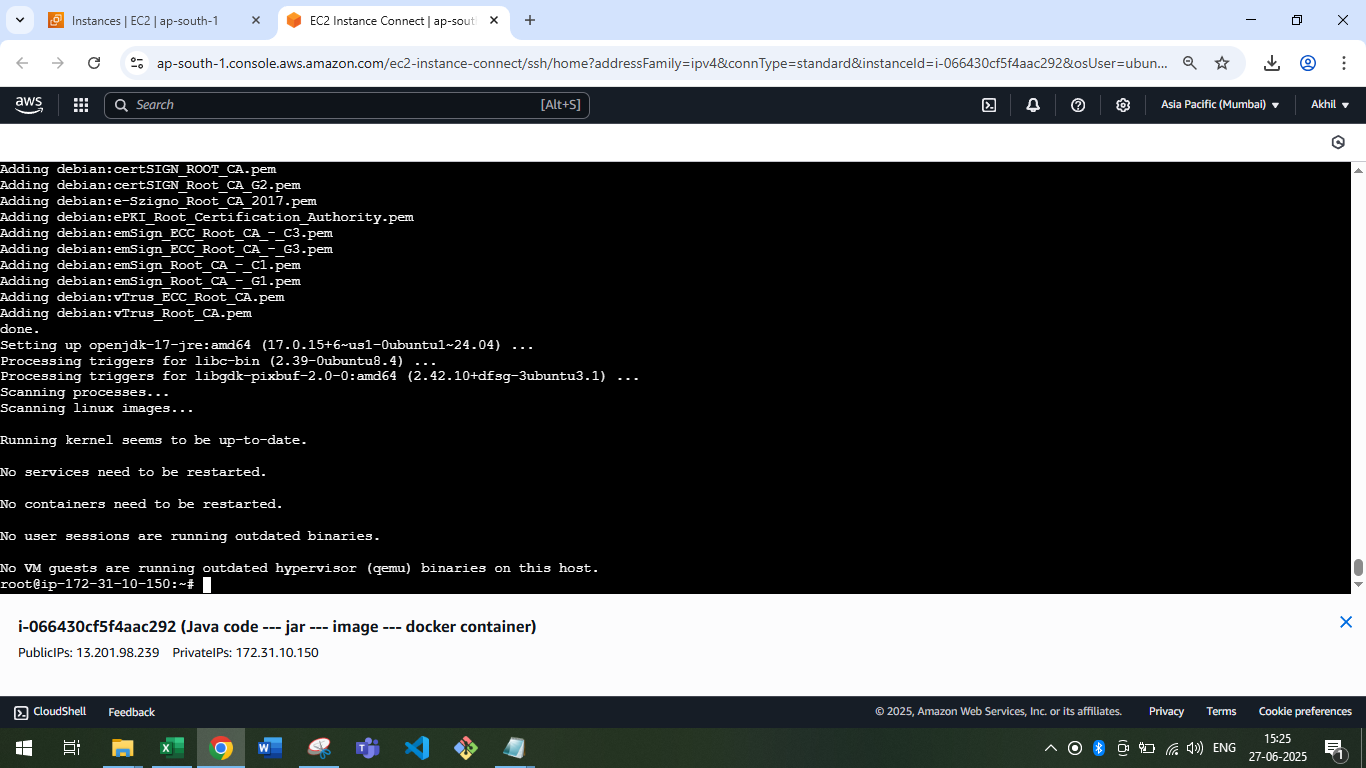 Instances | EC2 | ap-south-1
EC2 Instance Connect | ap-sout
ap-south-1.console.aws.amazon.com/ec2-instance-connect/ssh/home?addressFamily=ipv4&connType=standard&instanceId=i-066430cf5f4aac292&osUser=ubun...
aws
Search
[Alt+S]
Asia Pacific (Mumbai)
Akhil
Adding debian:certSIGN_ROOT_CA.pem
Adding debian:certSIGN_Root_CA_G2.pem
Adding debian:e-Szigno_Root_CA_2017.pem
Adding debian:ePKI_Root_Certification_Authority.pem
Adding debian:emSign_ECC_Root_CA_-_C3.pem
Adding debian:emSign_ECC_Root_CA_-_G3.pem
Adding debian:emSign_Root_CA_-_C1.pem
Adding debian:emSign_Root_CA_-_G1.pem
Adding debian:vTrus_ECC_Root_CA.pem
Adding debian:vTrus_Root_CA.pem
done.
Setting up openjdk-17-jre:amd64 (17.0.15+6~us1-0ubuntu1~24.04) ...
Processing triggers for libc-bin (2.39-0ubuntu8.4) ...
Processing triggers for libgdk-pixbuf-2.0-0:amd64 (2.42.10+dfsg-3ubuntu3.1) ...
Scanning processes...
Scanning linux images...
Running kernel seems to be up-to-date.
No services need to be restarted.
No containers need to be restarted.
No user sessions are running outdated binaries.
No VM guests are running outdated hypervisor (qemu) binaries on this host.
root@ip-172-31-10-150:~#
i-066430cf5f4aac292 (Java code --- jar --- image --- docker container)
PublicIPs: 13.201.98.239 PrivateIPs: 172.31.10.150
CloudShell
Feedback
© 2025, Amazon Web Services, Inc. or its affiliates.
Privacy
Terms
Cookie preferences
ENG
15:25
27-06-2025
1